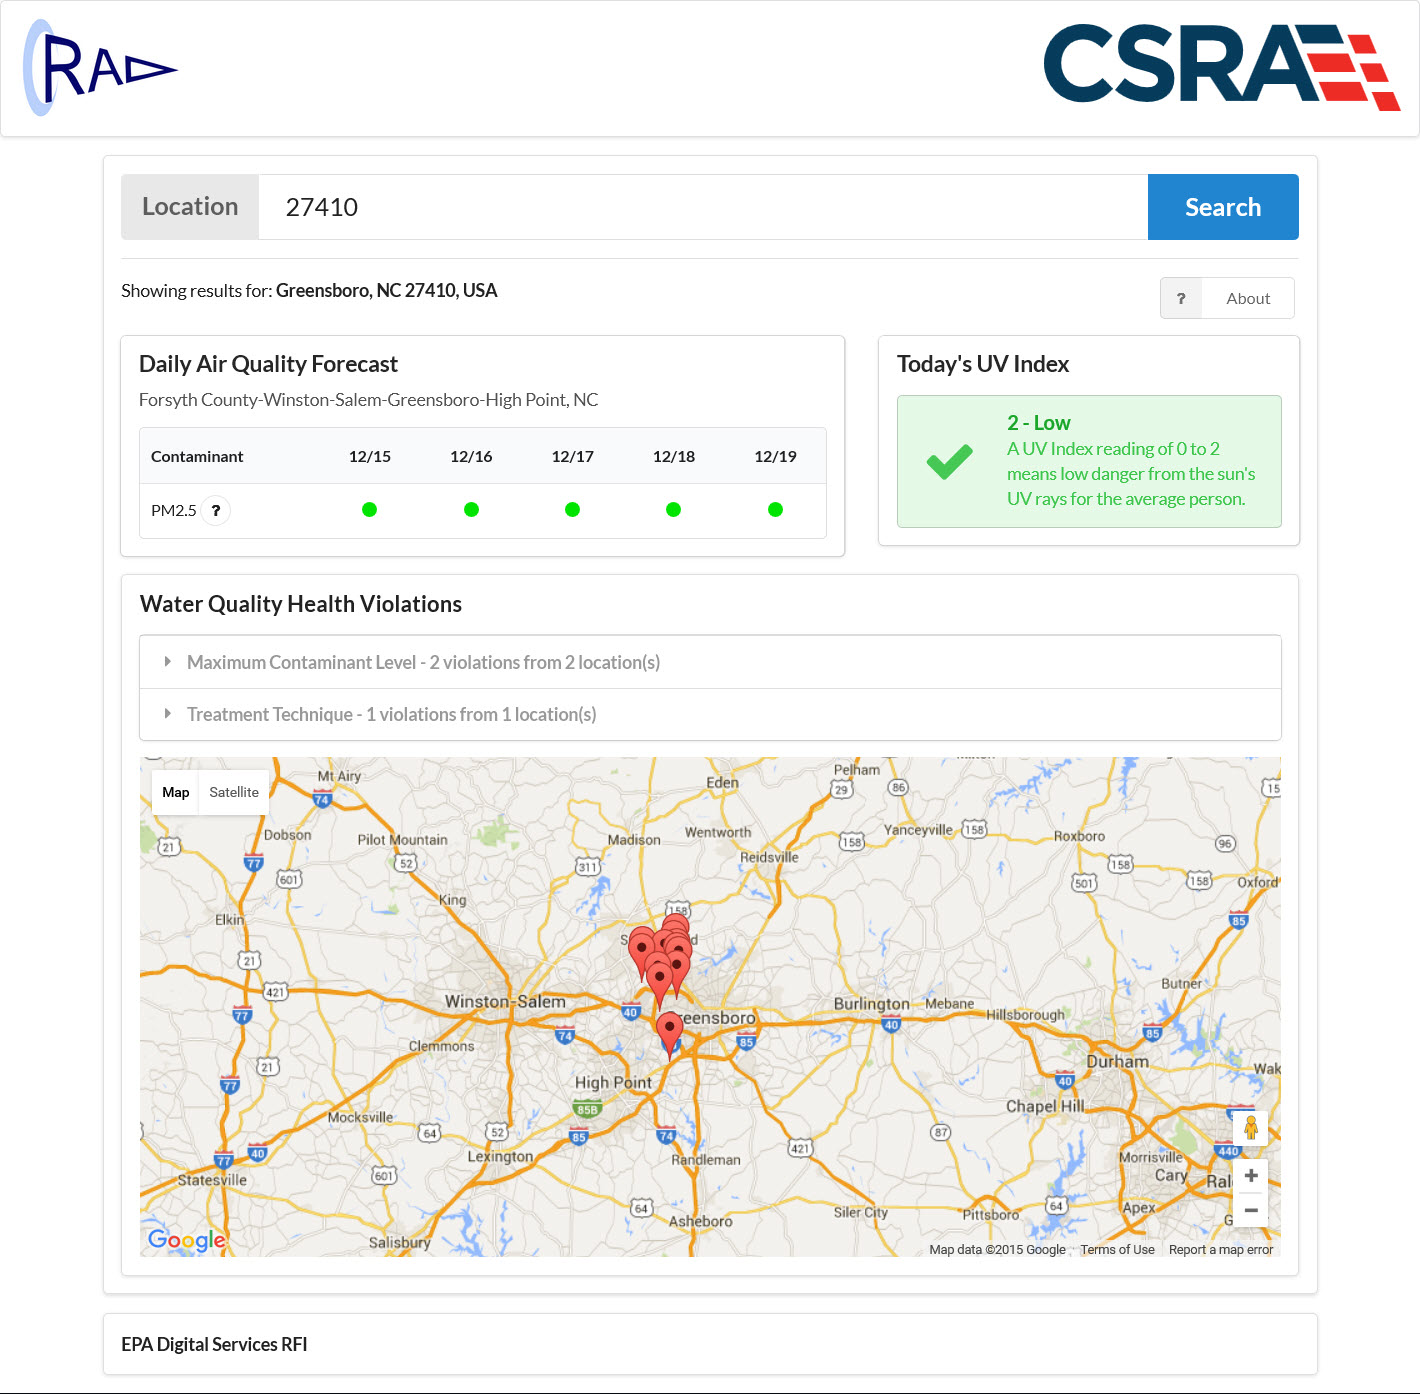 RAD
CSRA
Location
27410
Search
Showing results for: Greensboro, NC 27410, USA
? About
Daily Air Quality Forecast
Forsyth County-Winston-Salem-Greensboro-High Point, NC
Contaminant 12/15 12/16 12/17 12/18 12/19
PM2.5 ?
Today's UV Index
2 - Low
A UV Index reading of 0 to 2
means low danger from the sun's
UV rays for the average person.
Water Quality Health Violations
Maximum Contaminant Level - 2 violations from 2 location(s)
Treatment Technique - 1 violations from 1 location(s)
Map Satellite
Mt Airy
74
Eden
Pelham
29
86
15
Dobson
Pilot Mountain
Madison
Wentworth
Yanceyville
158
Roxboro
21
77
52
311
Reidsville
158
158
96
601
501
158
Oxford
King
Elkin
158
85
21
421
Butner
Winston-Salem
40
reensboro
Burlington
Mebane
Hillsborough
77
74
85
40
85
Clemmons
Durham
21
High Point
40
Wak
77
85B
Chapel Hill
Mocksville
64
52
85
74
87
421
440
40
77
Lexington
Randleman
Morrisville
Statesville
601
Cary
Ral
64
Asheboro
Siler City
Pittsboro
64
Apex
G
+
−
Salisbury
Google
Map data ©2015 Google
Terms of Use
Report a map error
EPA Digital Services RFI